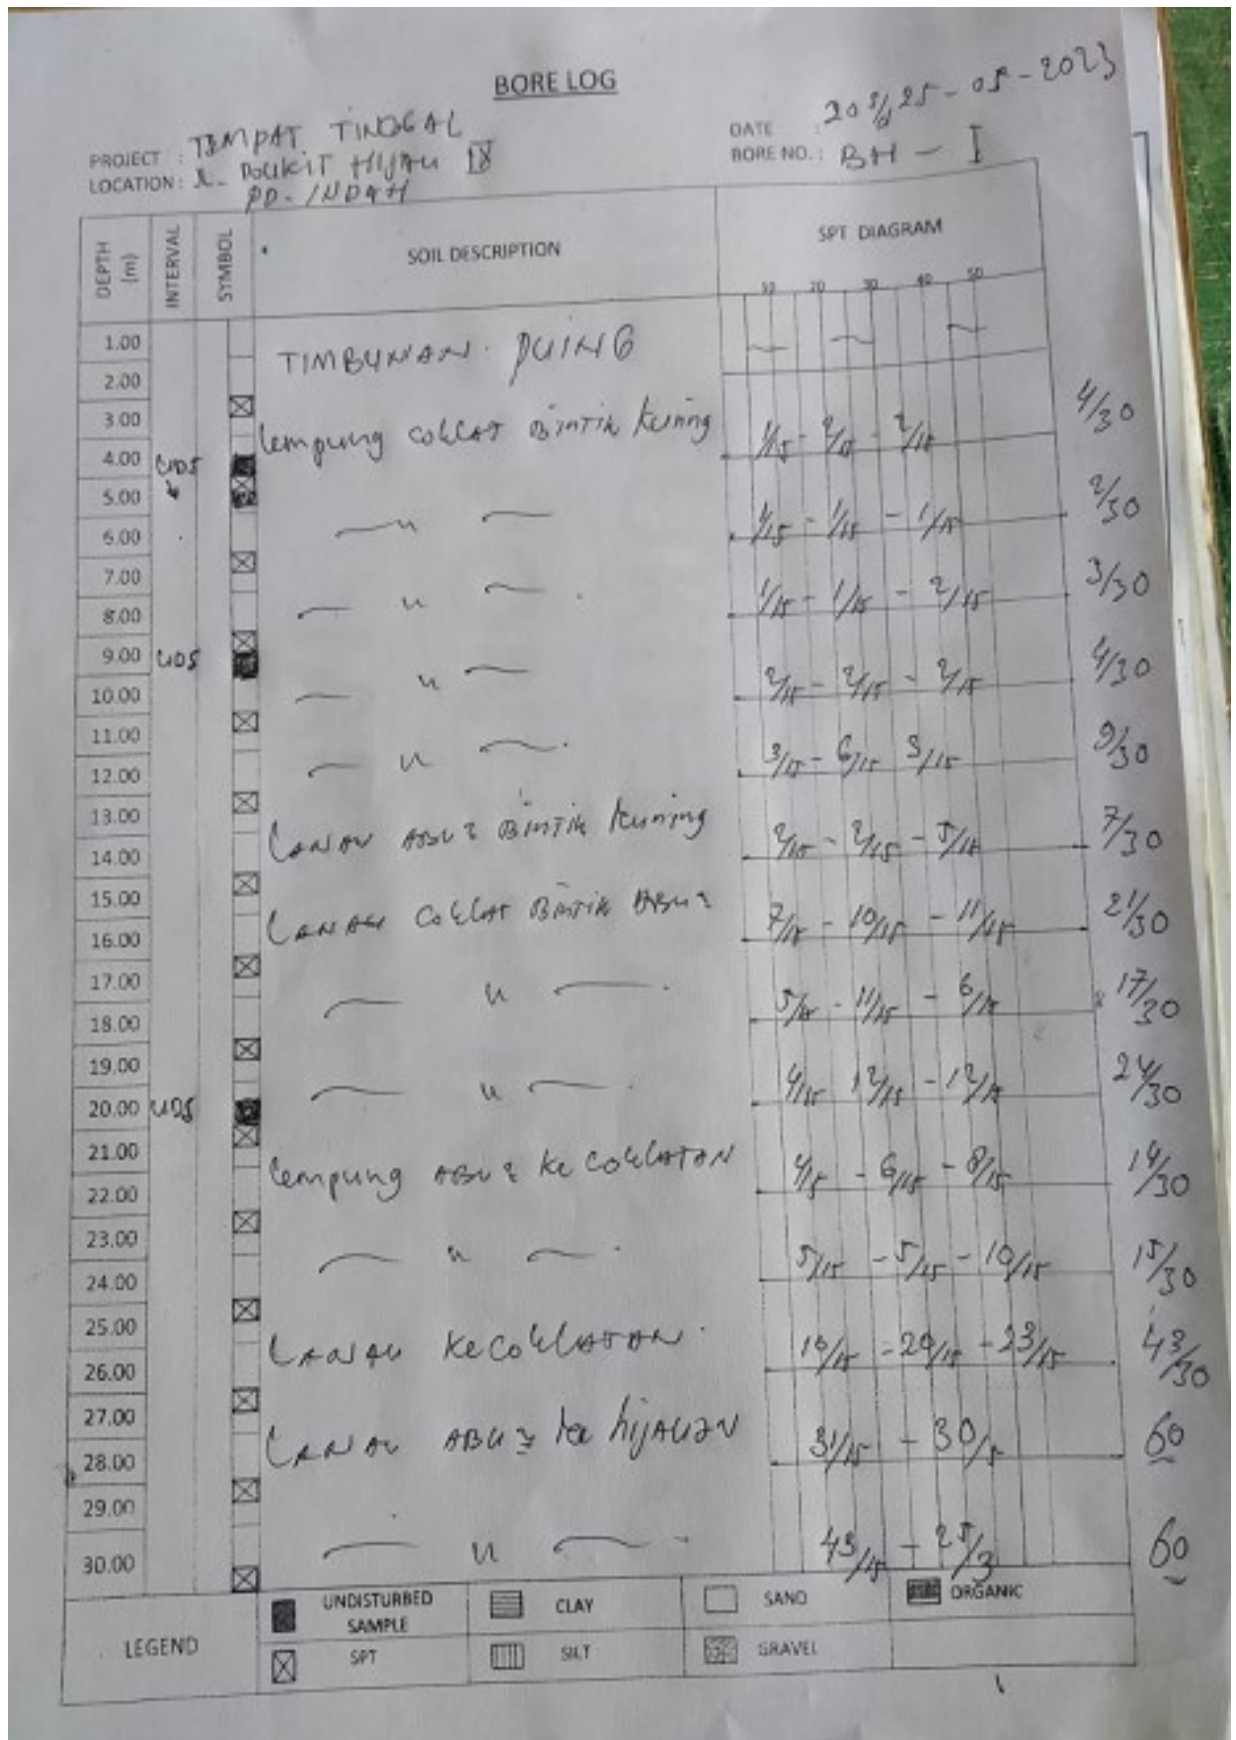 BORE LOG
PROJECT : TEMPAT TINGGAL
LOCATION : HIJAU
PD- INDAH
DATE : 20 25-05-2023
BORE NO. : BH - I
DEPTH (m) INTERVAL SYMBOL SOIL DESCRIPTION SPT DIAGRAM
10 20 30 40 50
1.00 TIMBUNAN PUING
2.00
3.00 Lempung COKLAT BINTIK kuning 1/15 - 2/15 - 2/15 4/30
4.00 UDS
5.00 — " — 1/15 - 1/15 - 1/15 2/30
6.00
7.00 — " — 1/15 - 1/15 - 2/15 3/30
8.00
9.00 UDS — " — 2/15 - 2/15 - 2/15 4/30
10.00
11.00 — " — 3/15 - 6/15 3/15 9/30
12.00
13.00 LANAU ABU2 BINTIK kuning 2/15 - 2/15 - 5/15 7/30
14.00
15.00 LANAU COKLAT BINTIK ABU2 7/15 - 10/15 - 11/15 21/30
16.00
17.00 — " — 5/15 - 11/15 - 6/15 17/30
18.00
19.00 — " — 4/15 12/15 - 12/15 24/30
20.00 UDS
21.00 Lempung ABU2 KE COKLATAN 4/15 - 6/15 - 8/15 14/30
22.00
23.00 — " — 5/15 - 5/15 - 10/15 15/30
24.00
25.00 LANAU KECOKLATAN 20/15 - 23/15 43/30
26.00
27.00 LANAU ABU2 ke hijAUAN 31/15 - 30/5 60
28.00
29.00 — " — 43/15 - 25/3 60
30.00
LEGEND
UNDISTURBED SAMPLE CLAY SAND ORGANIC
SPT SILT GRAVEL